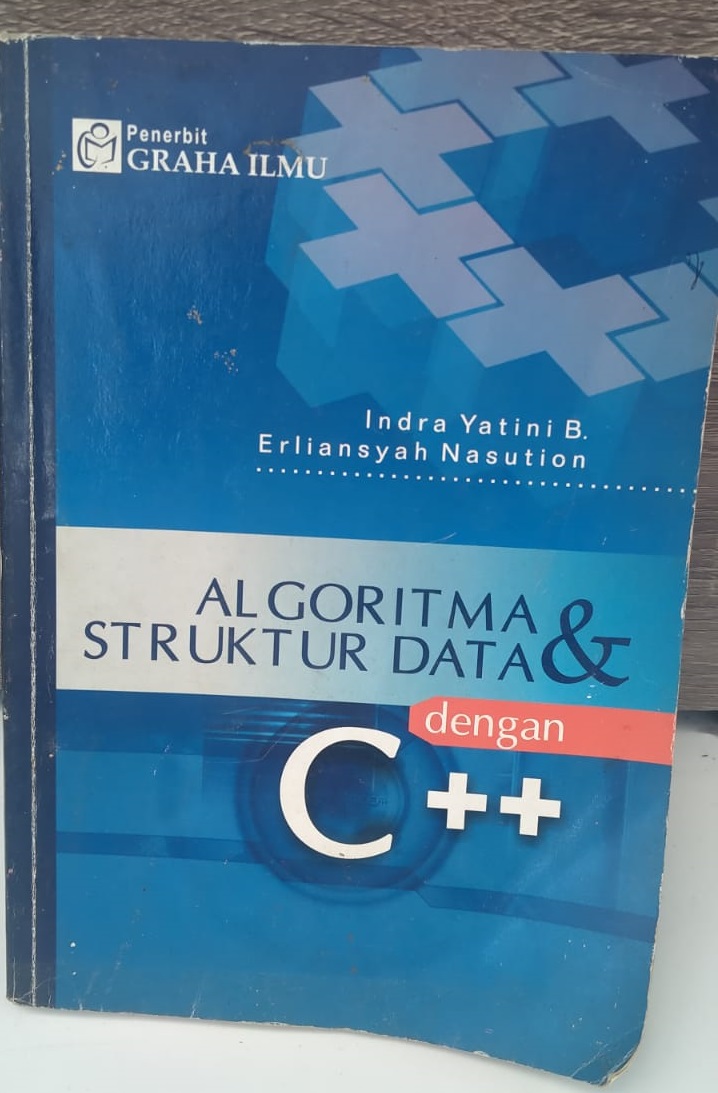 Penerbit
GRAHA ILMU
Indra Yatini B.
Erliansyah Nasution
ALGORITMA &
STRUKTUR DATA
dengan
C++